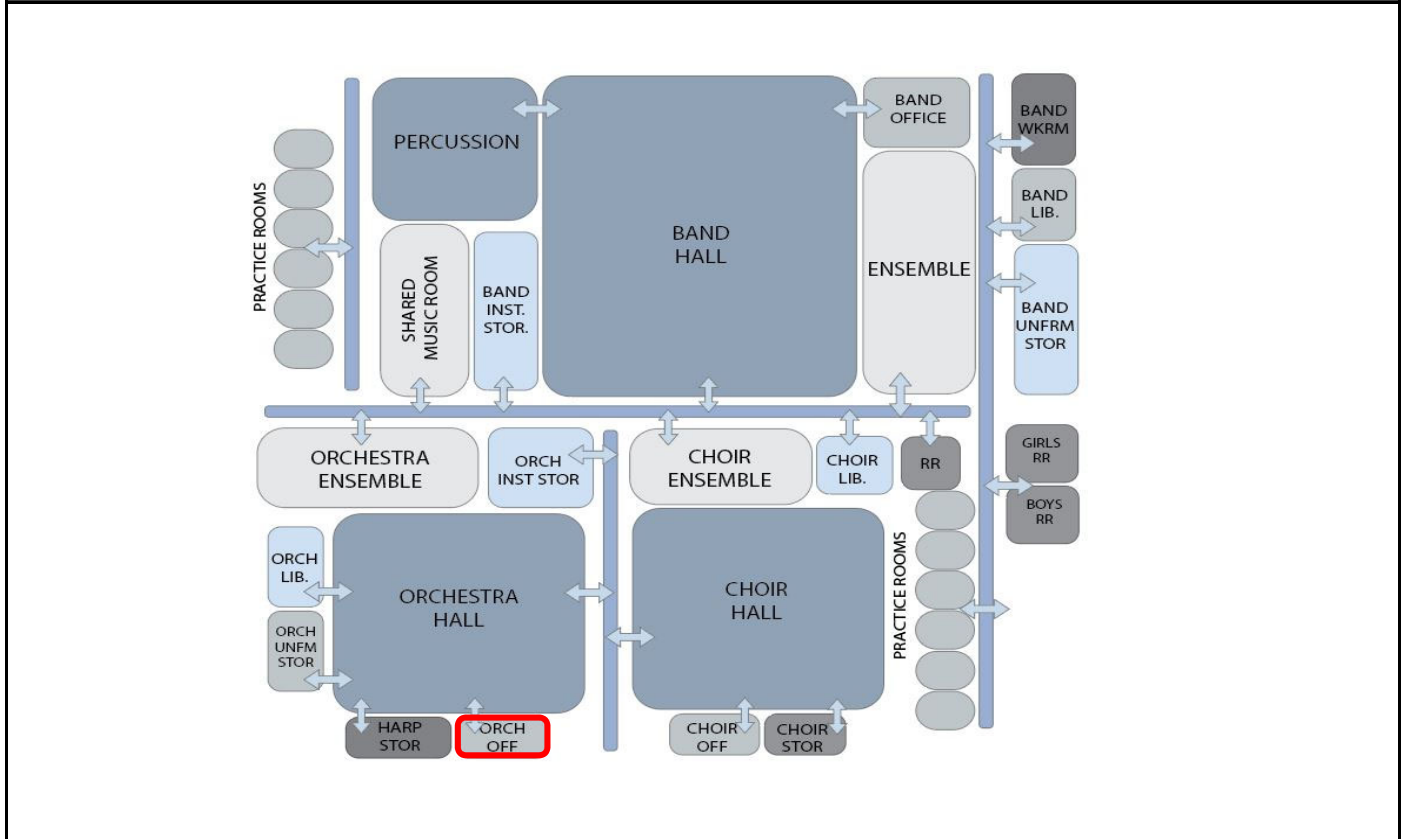 PERCUSSION
BAND
HALL
BAND
OFFICE
BAND
WKRM
PRACTICE ROOMS
BAND
LIB.
SHARED
MUSIC ROOM
BAND
INST.
STOR.
ENSEMBLE
BAND
UNFRM
STOR
ORCHESTRA
ENSEMBLE
ORCH
INST STOR
CHOIR
ENSEMBLE
CHOIR
LIB.
RR
GIRLS
RR
BOYS
RR
ORCH
LIB.
ORCHESTRA
HALL
CHOIR
HALL
PRACTICE ROOMS
ORCH
UNFM
STOR
HARP
STOR
ORCH
OFF
CHOIR
OFF
CHOIR
STOR